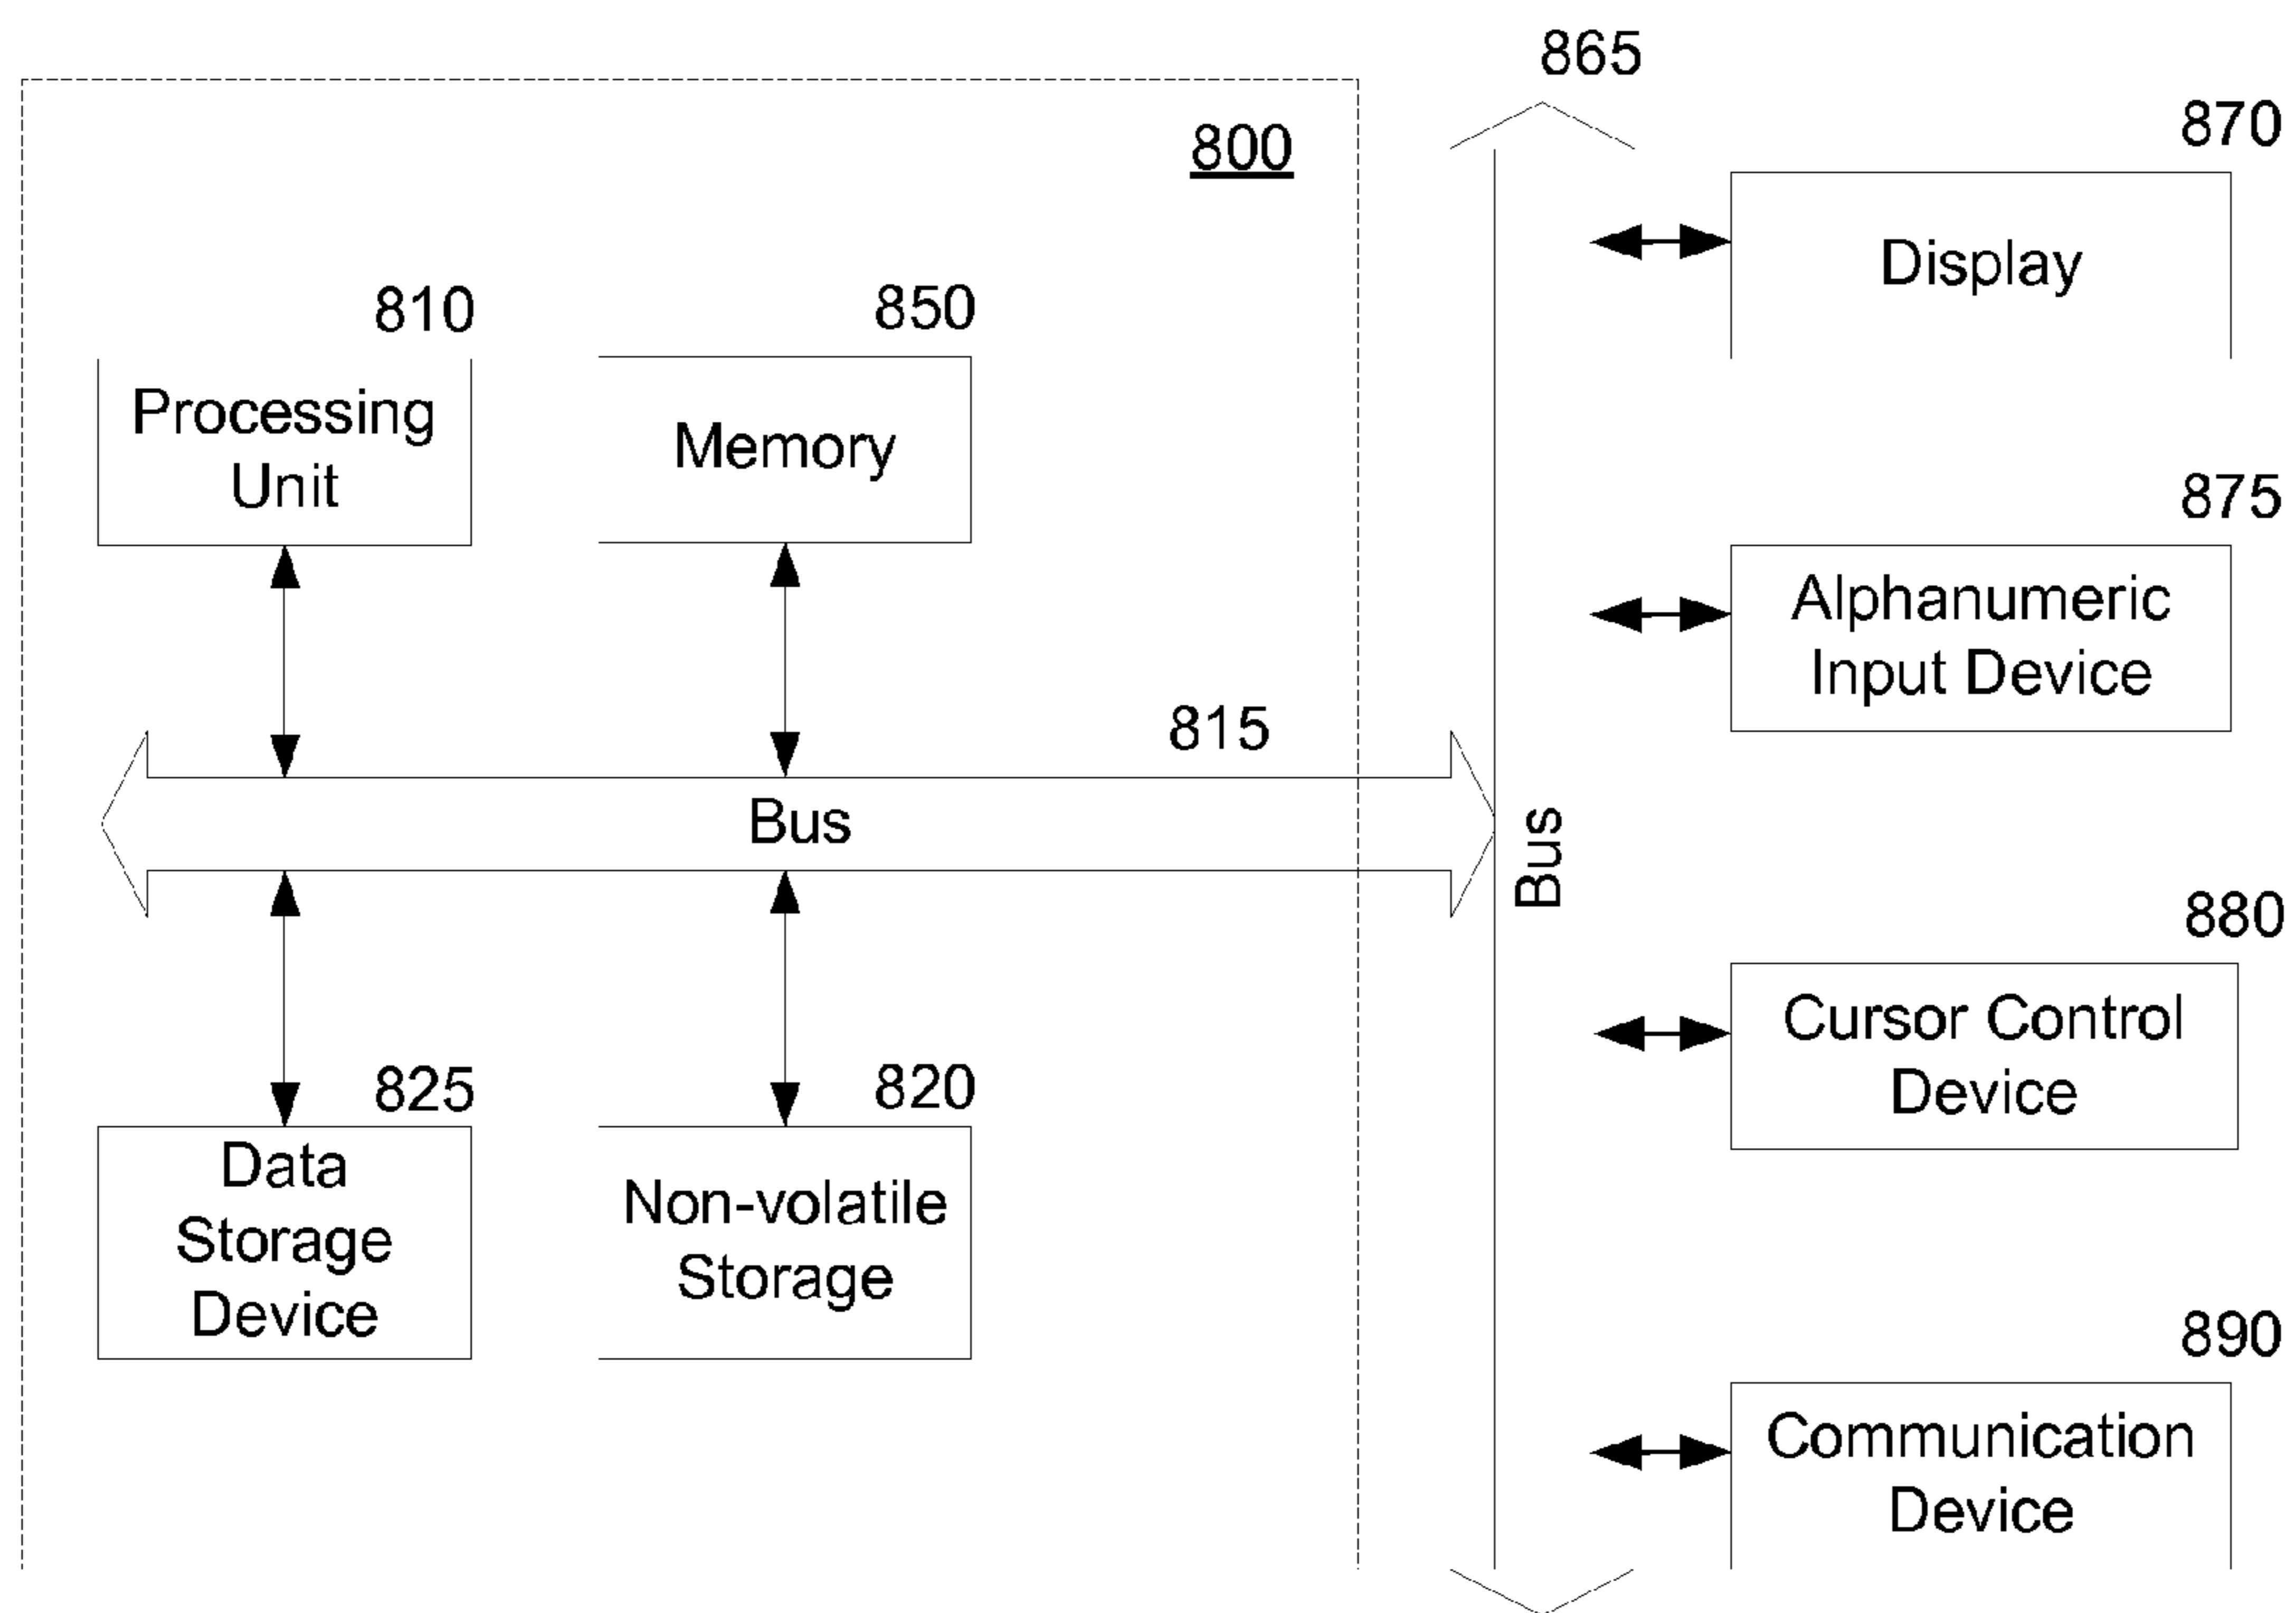 865
800
870
Display
810
Processing
Unit
850
Memory
875
Alphanumeric
Input Device
815
Bus
Bus
880
Cursor Control
Device
825
Data
Storage
Device
820
Non-volatile
Storage
890
Communication
Device